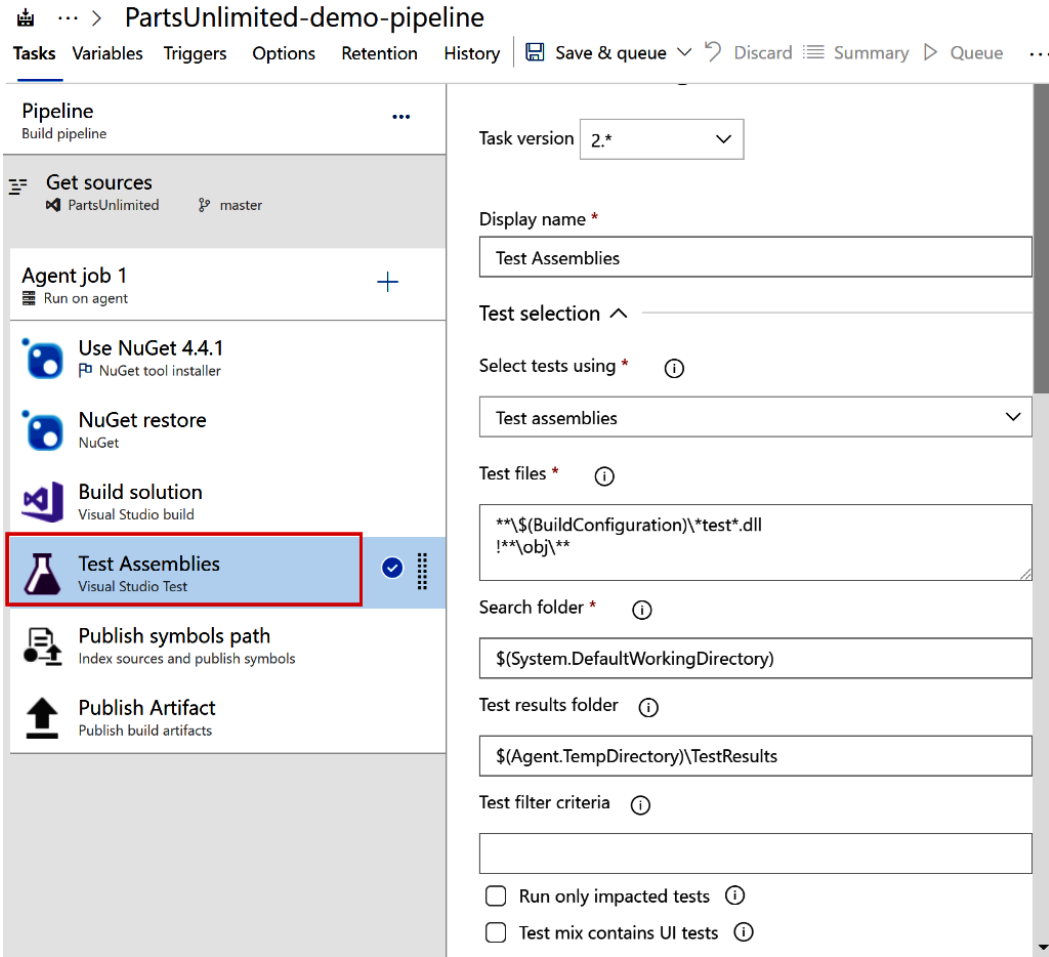 ··· > PartsUnlimited-demo-pipeline
Tasks Variables Triggers Options Retention History Save & queue Discard Summary Queue ···
Pipeline
Build pipeline
···
Get sources
PartsUnlimited master
Agent job 1
Run on agent
Use NuGet 4.4.1
NuGet tool installer
NuGet restore
NuGet
Build solution
Visual Studio build
Test Assemblies
Visual Studio Test
Publish symbols path
Index sources and publish symbols
Publish Artifact
Publish build artifacts
Task version 2.*
Display name *
Test Assemblies
Test selection
Select tests using *
Test assemblies
Test files *
**\$(BuildConfiguration)\*test*.dll
!**\obj\**
Search folder *
$(System.DefaultWorkingDirectory)
Test results folder
$(Agent.TempDirectory)\TestResults
Test filter criteria
Run only impacted tests
Test mix contains UI tests